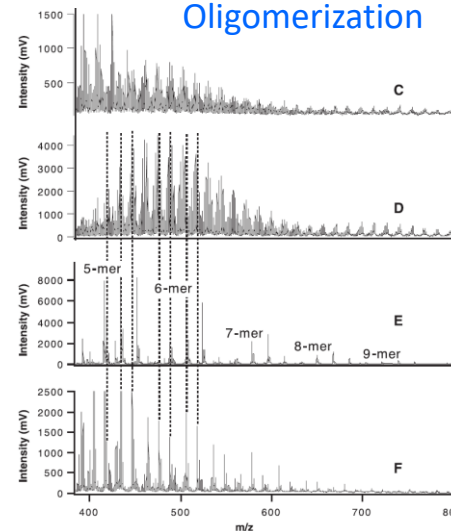 Oligomerization
Intensity (mV)
1500
1000
500
C
Intensity (mV)
4000
3000
2000
1000
0
D
Intensity (mV)
8000
6000
4000
2000
0
5-mer
6-mer
7-mer
8-mer
9-mer
E
Intensity (mV)
2500
2000
1500
1000
500
0
F
400
500
600
700
m/z